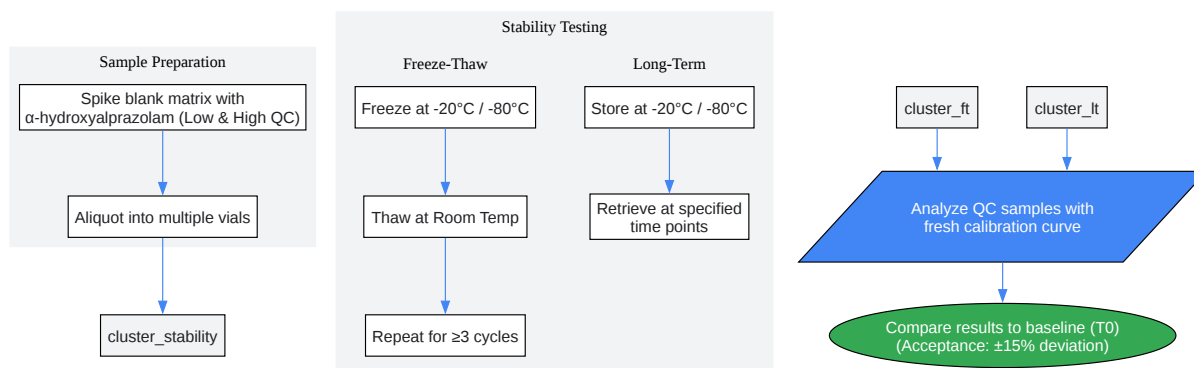 Sample Preparation
Spike blank matrix with
α-hydroxyalprazolam (Low & High QC)
Aliquot into multiple vials
cluster_stability
Stability Testing
Freeze-Thaw
Freeze at -20°C / -80°C
Thaw at Room Temp
Repeat for ≥3 cycles
Long-Term
Store at -20°C / -80°C
Retrieve at specified
time points
cluster_ft
cluster_lt
Analyze QC samples with
fresh calibration curve
Compare results to baseline (T0)
(Acceptance: ±15% deviation)